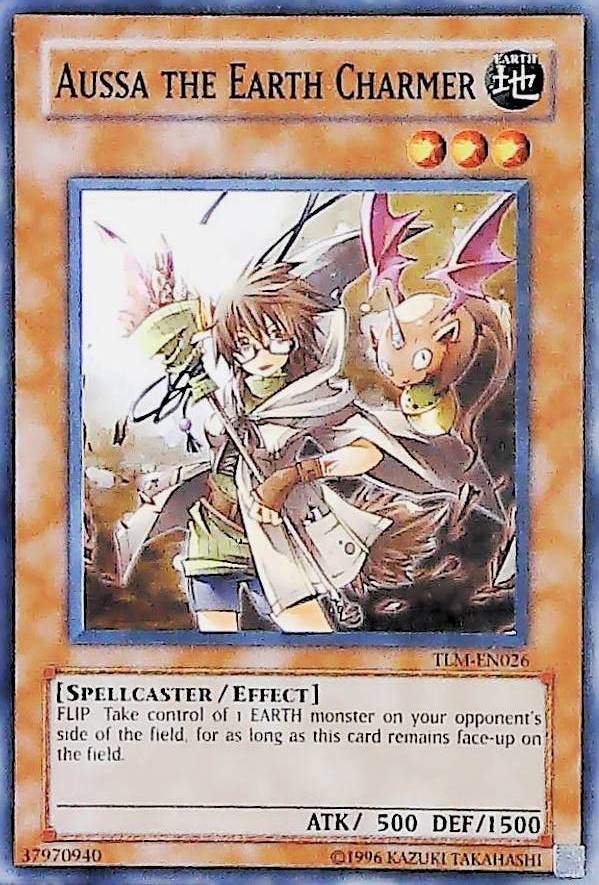 AUSSA THE EARTH CHARMER
EARTH
地
TLM-EN026
[SPELLCASTER / EFFECT]
FLIP: Take control of 1 EARTH monster on your opponent's
side of the field, for as long as this card remains face-up on
the field.
ATK/ 500 DEF/1500
37970940
©1996 KAZUKI TAKAHASHI